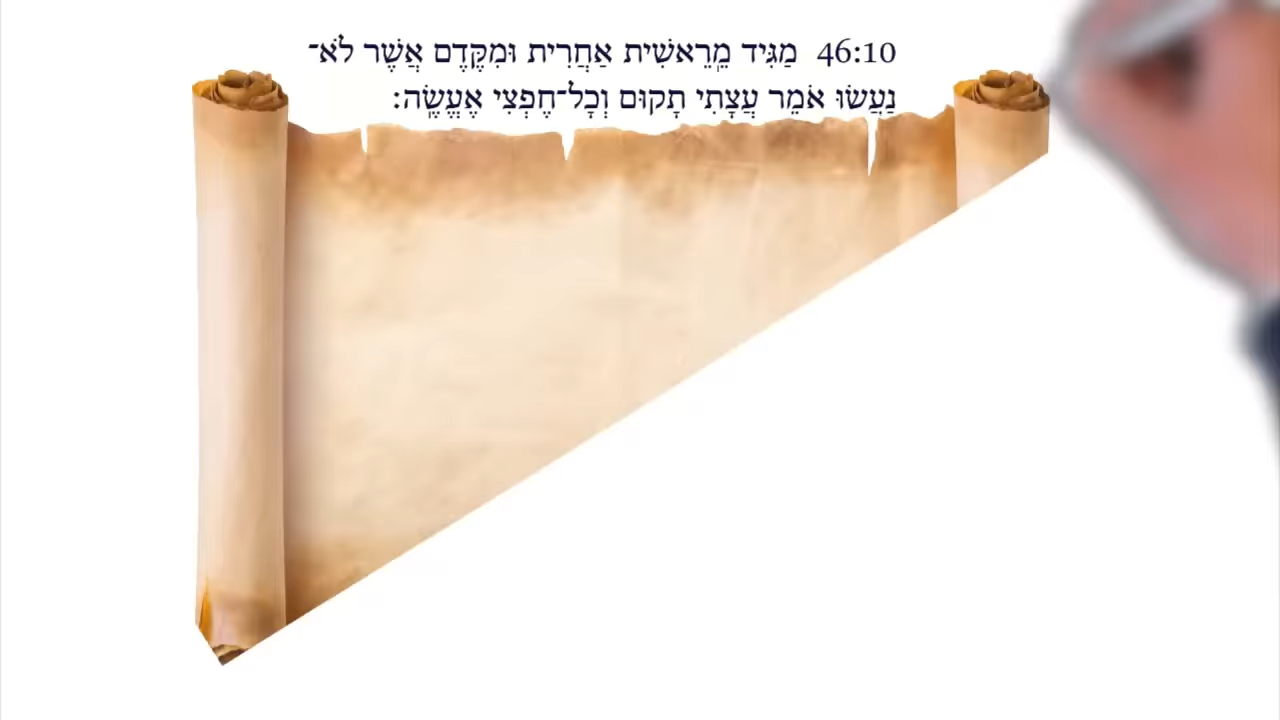 46:10 מַגִּיד מֵרֵאשִׁית אַחֲרִית וּמִקֶּדֶם אֲשֶׁר לֹא־
נַעֲשׂוּ אֹמֵר עֲצָתִי תָקוּם וְכָל־חֶפְצִי אֶעֱשֶֽׂה׃